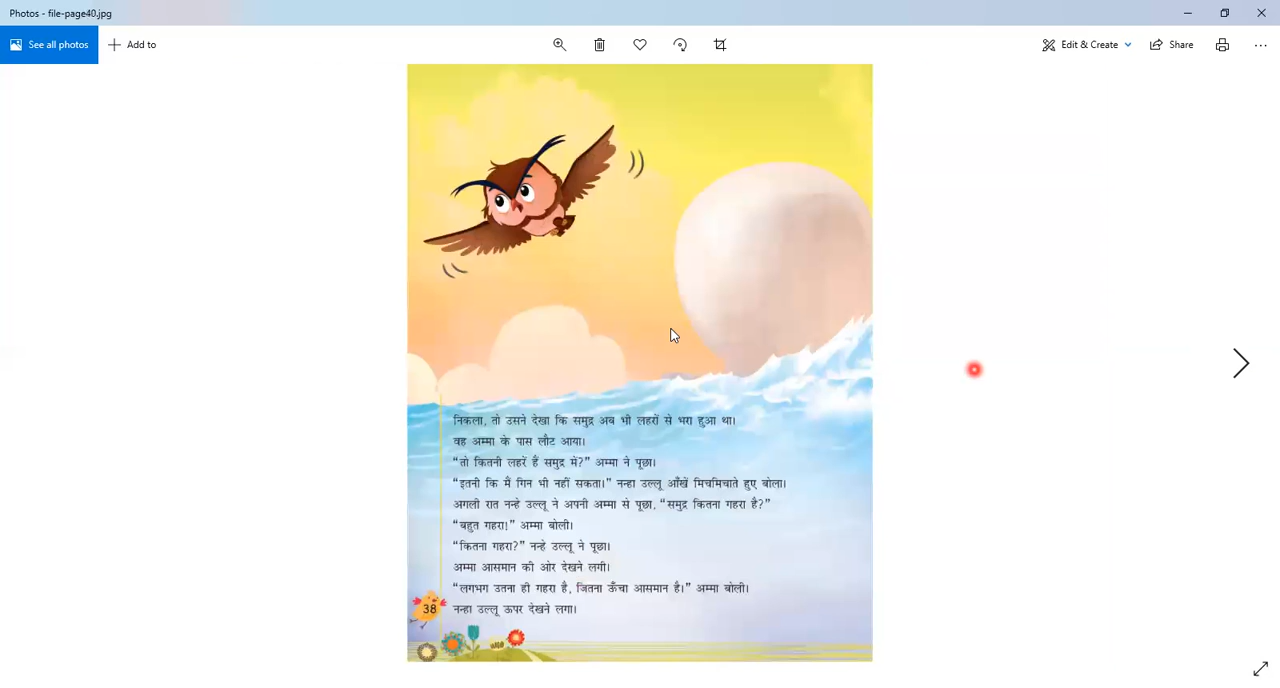 Photos - file-page40.jpg
See all photos
Add to
Edit & Create
Share
निकला, तो उसने देखा कि समुद्र अब भी लहरों से भरा हुआ था।
वह अम्मा के पास लौट आया।
“तो कितनी लहरें हैं समुद्र में?” अम्मा ने पूछा।
“इतनी कि मैं गिन भी नहीं सकता।” नन्हा उल्लू आँखें मिचमिचाते हुए बोला।
अगली रात नन्हे उल्लू ने अपनी अम्मा से पूछा, “समुद्र कितना गहरा है?”
“बहुत गहरा!” अम्मा बोली।
“कितना गहरा?” नन्हे उल्लू ने पूछा।
अम्मा आसमान की ओर देखने लगी।
“लगभग उतना ही गहरा है, जितना ऊँचा आसमान है।” अम्मा बोली।
नन्हा उल्लू ऊपर देखने लगा।
38